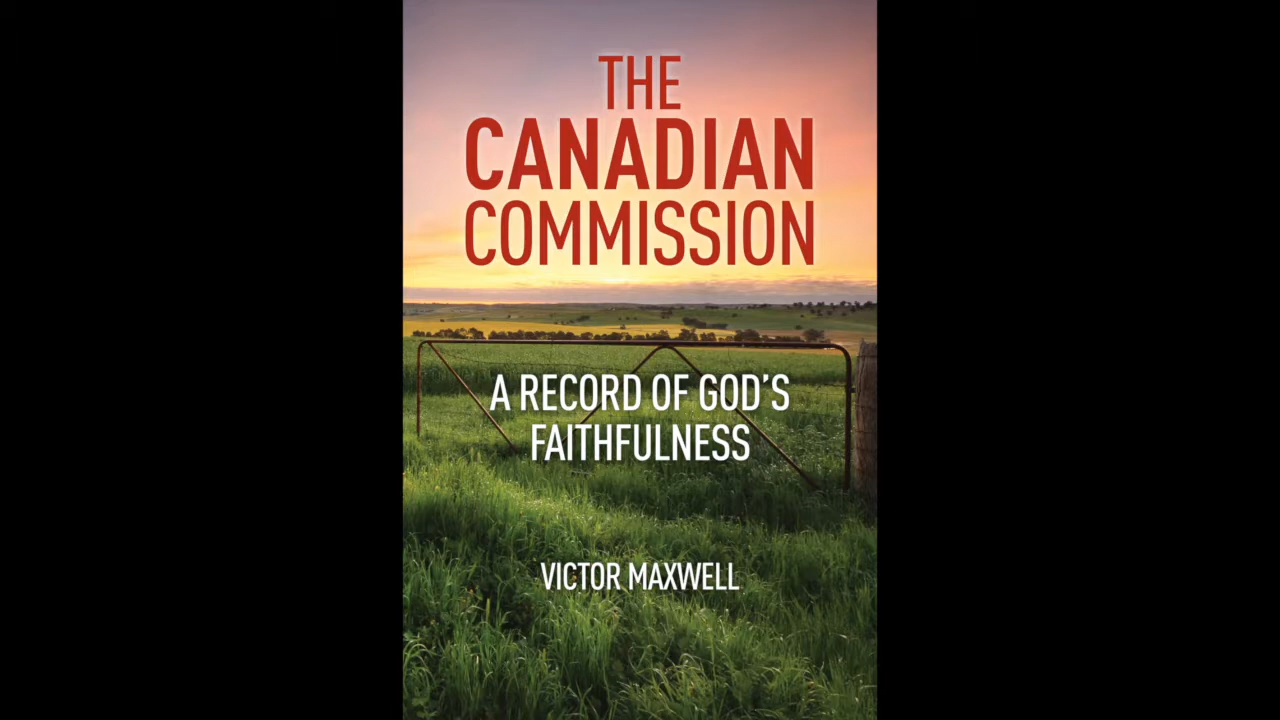 THE
CANADIAN
COMMISSION
A RECORD OF GOD'S
FAITHFULNESS
VICTOR MAXWELL